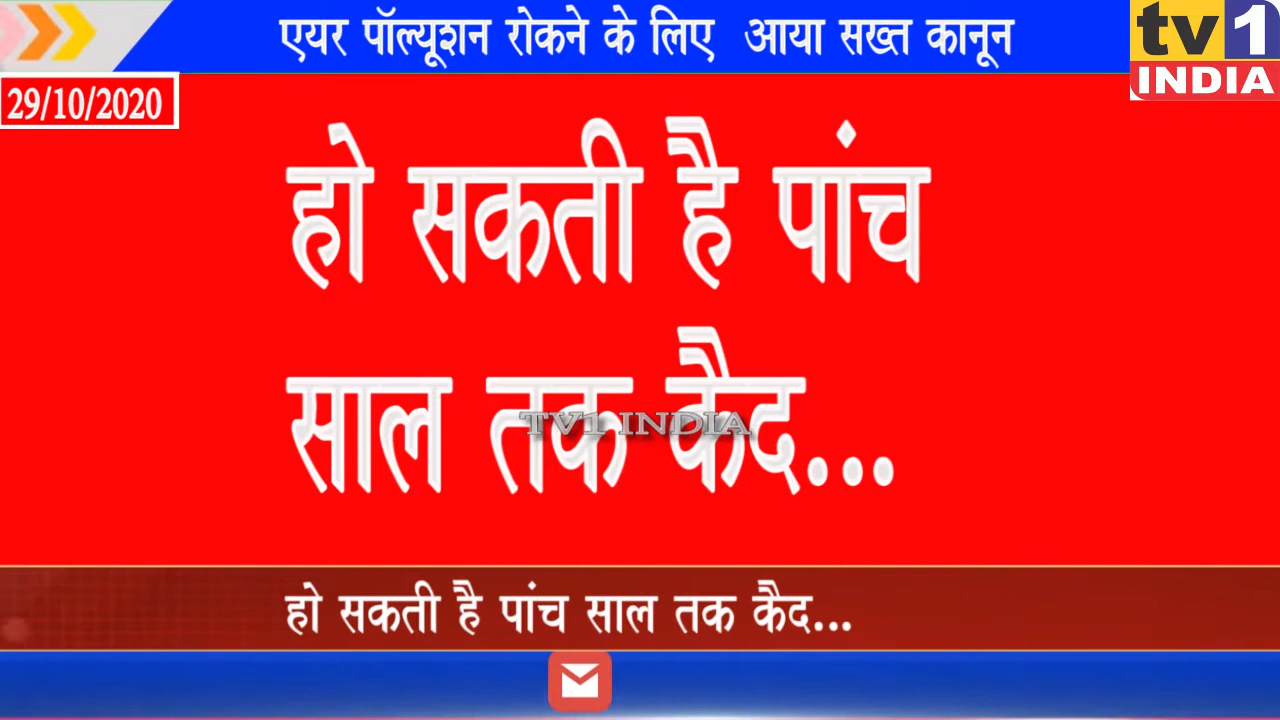 एयर पॉल्यूशन रोकने के लिए आया सख्त कानून
tv1
INDIA
29/10/2020
हो सकती है पांच
साल तक कैद...
TV1 INDIA
हो सकती है पांच साल तक कैद...